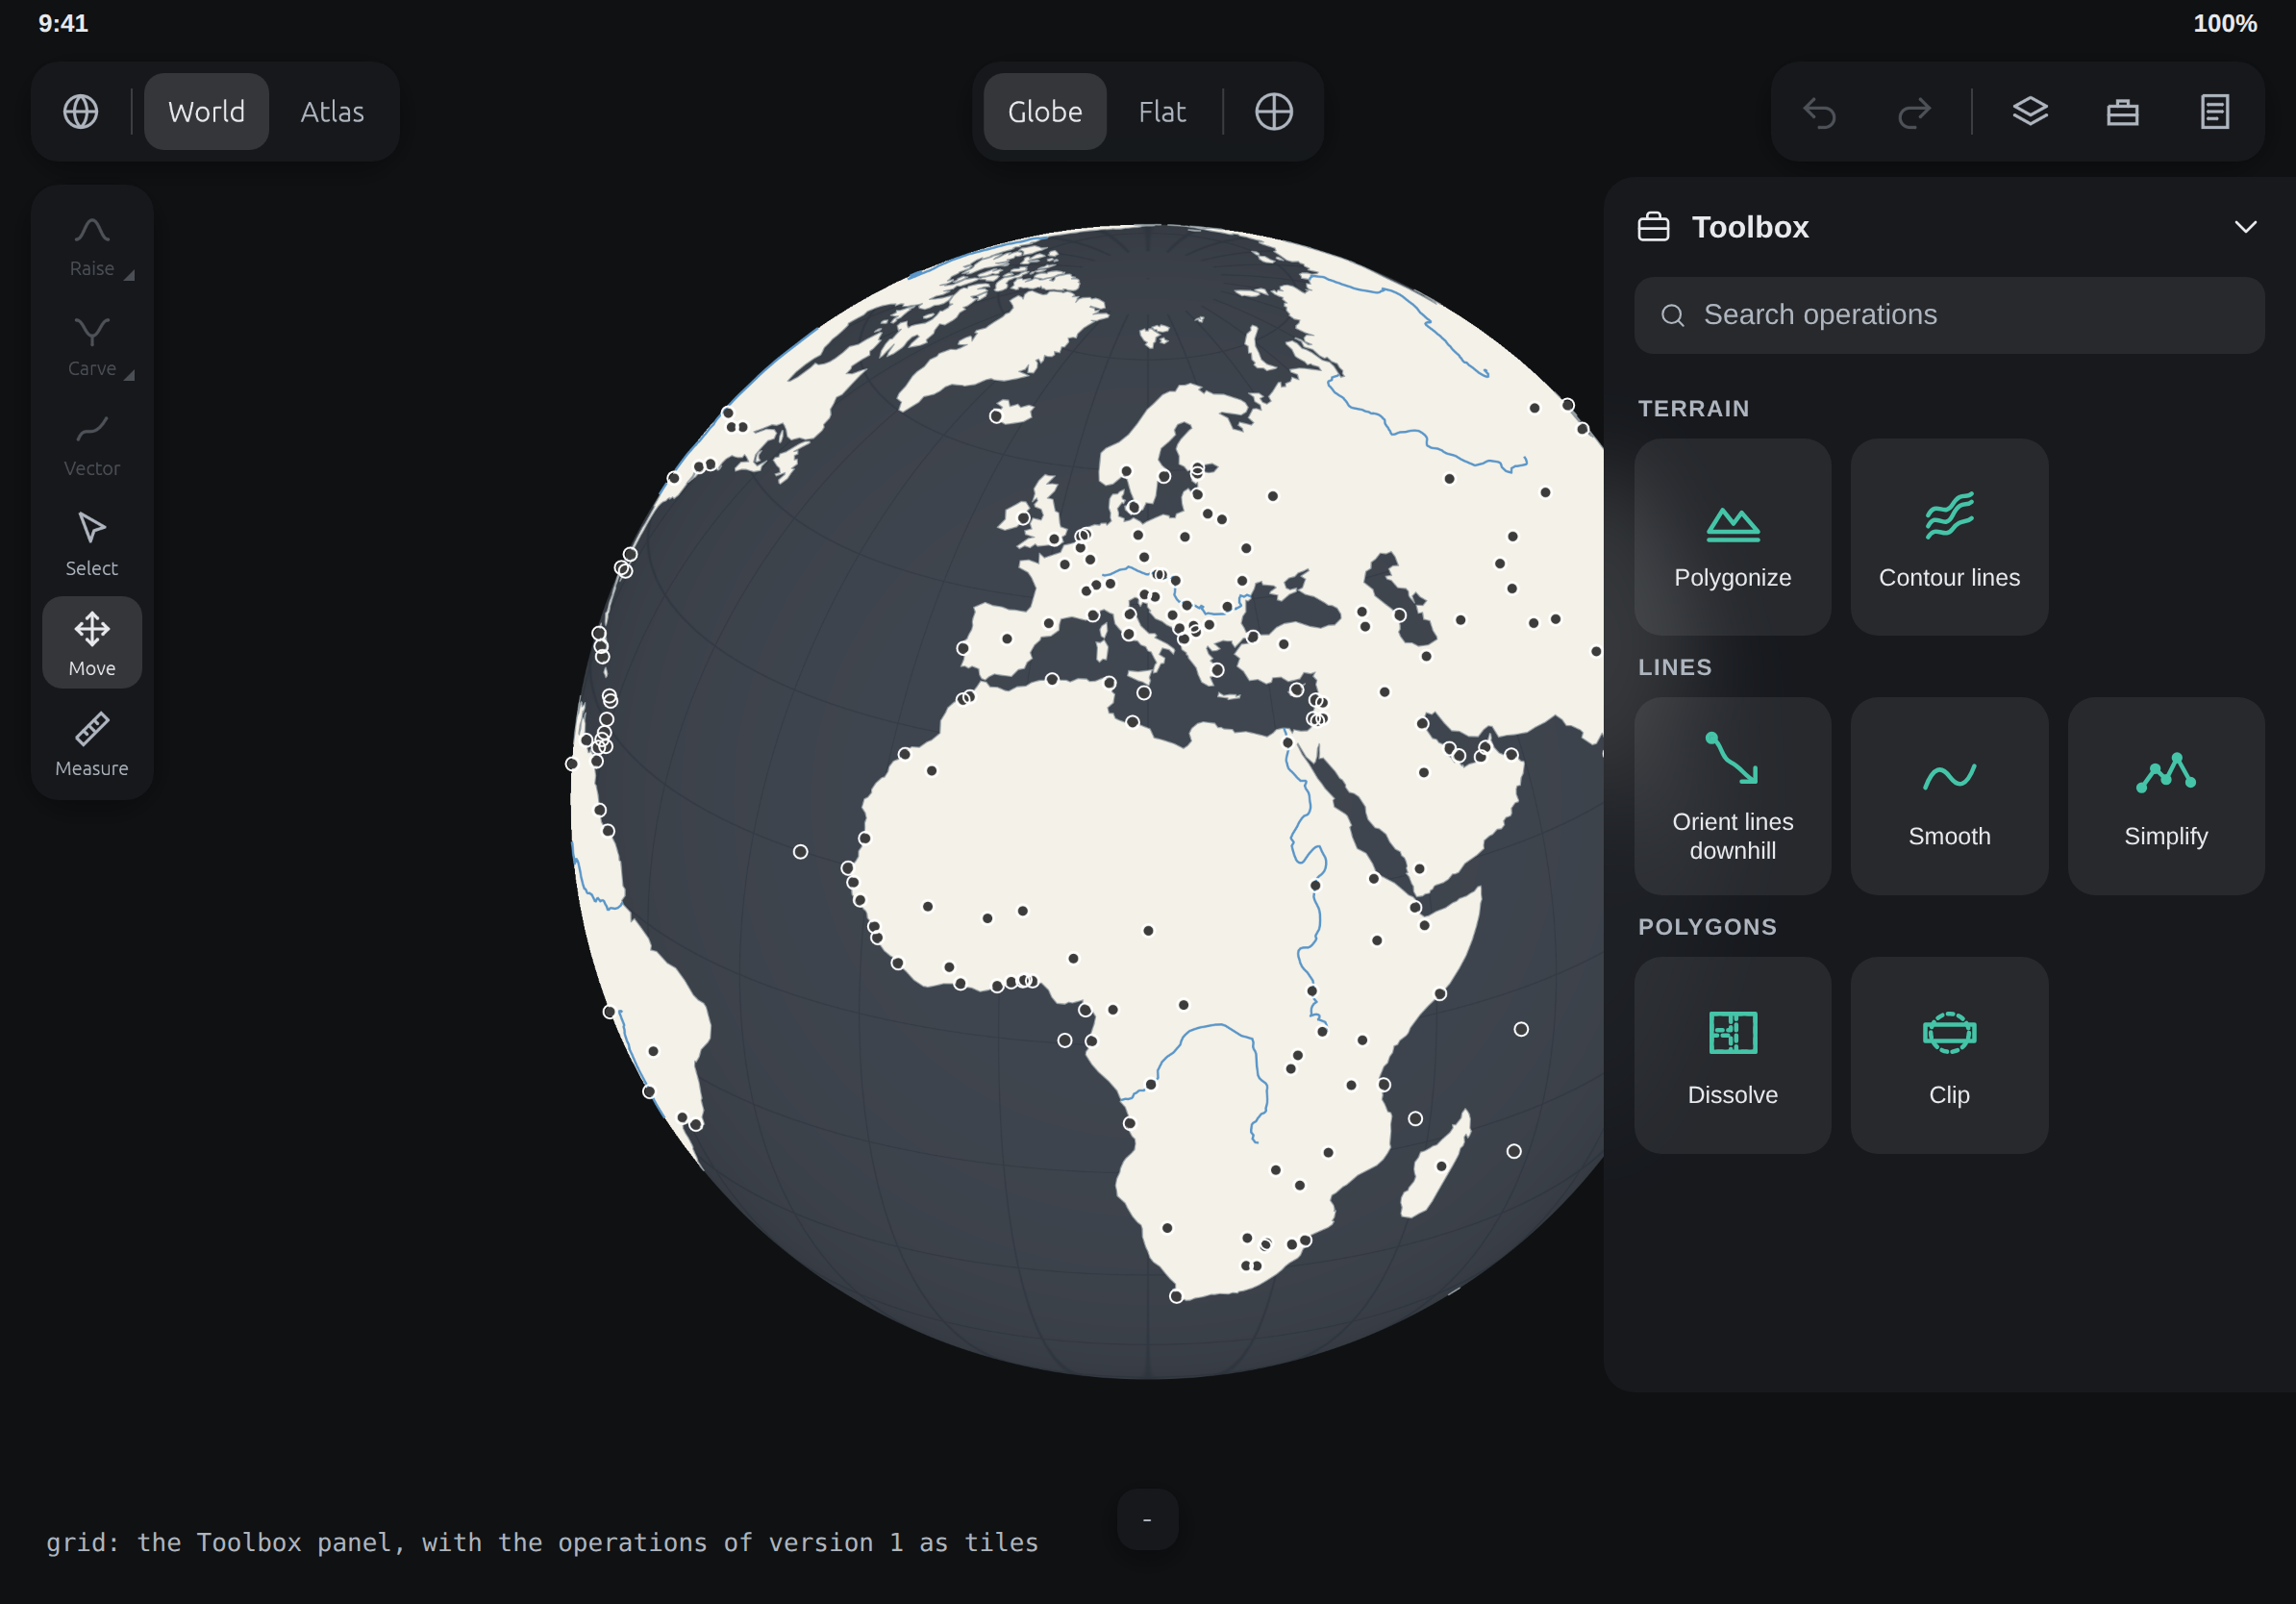 9:41
100%
World
Atlas
Globe
Flat
Raise
Carve
Vector
Select
Move
Measure
Toolbox
Search operations
TERRAIN
Polygonize
Contour lines
LINES
Orient lines
downhill
Smooth
Simplify
POLYGONS
Dissolve
Clip
-
grid: the Toolbox panel, with the operations of version 1 as tiles